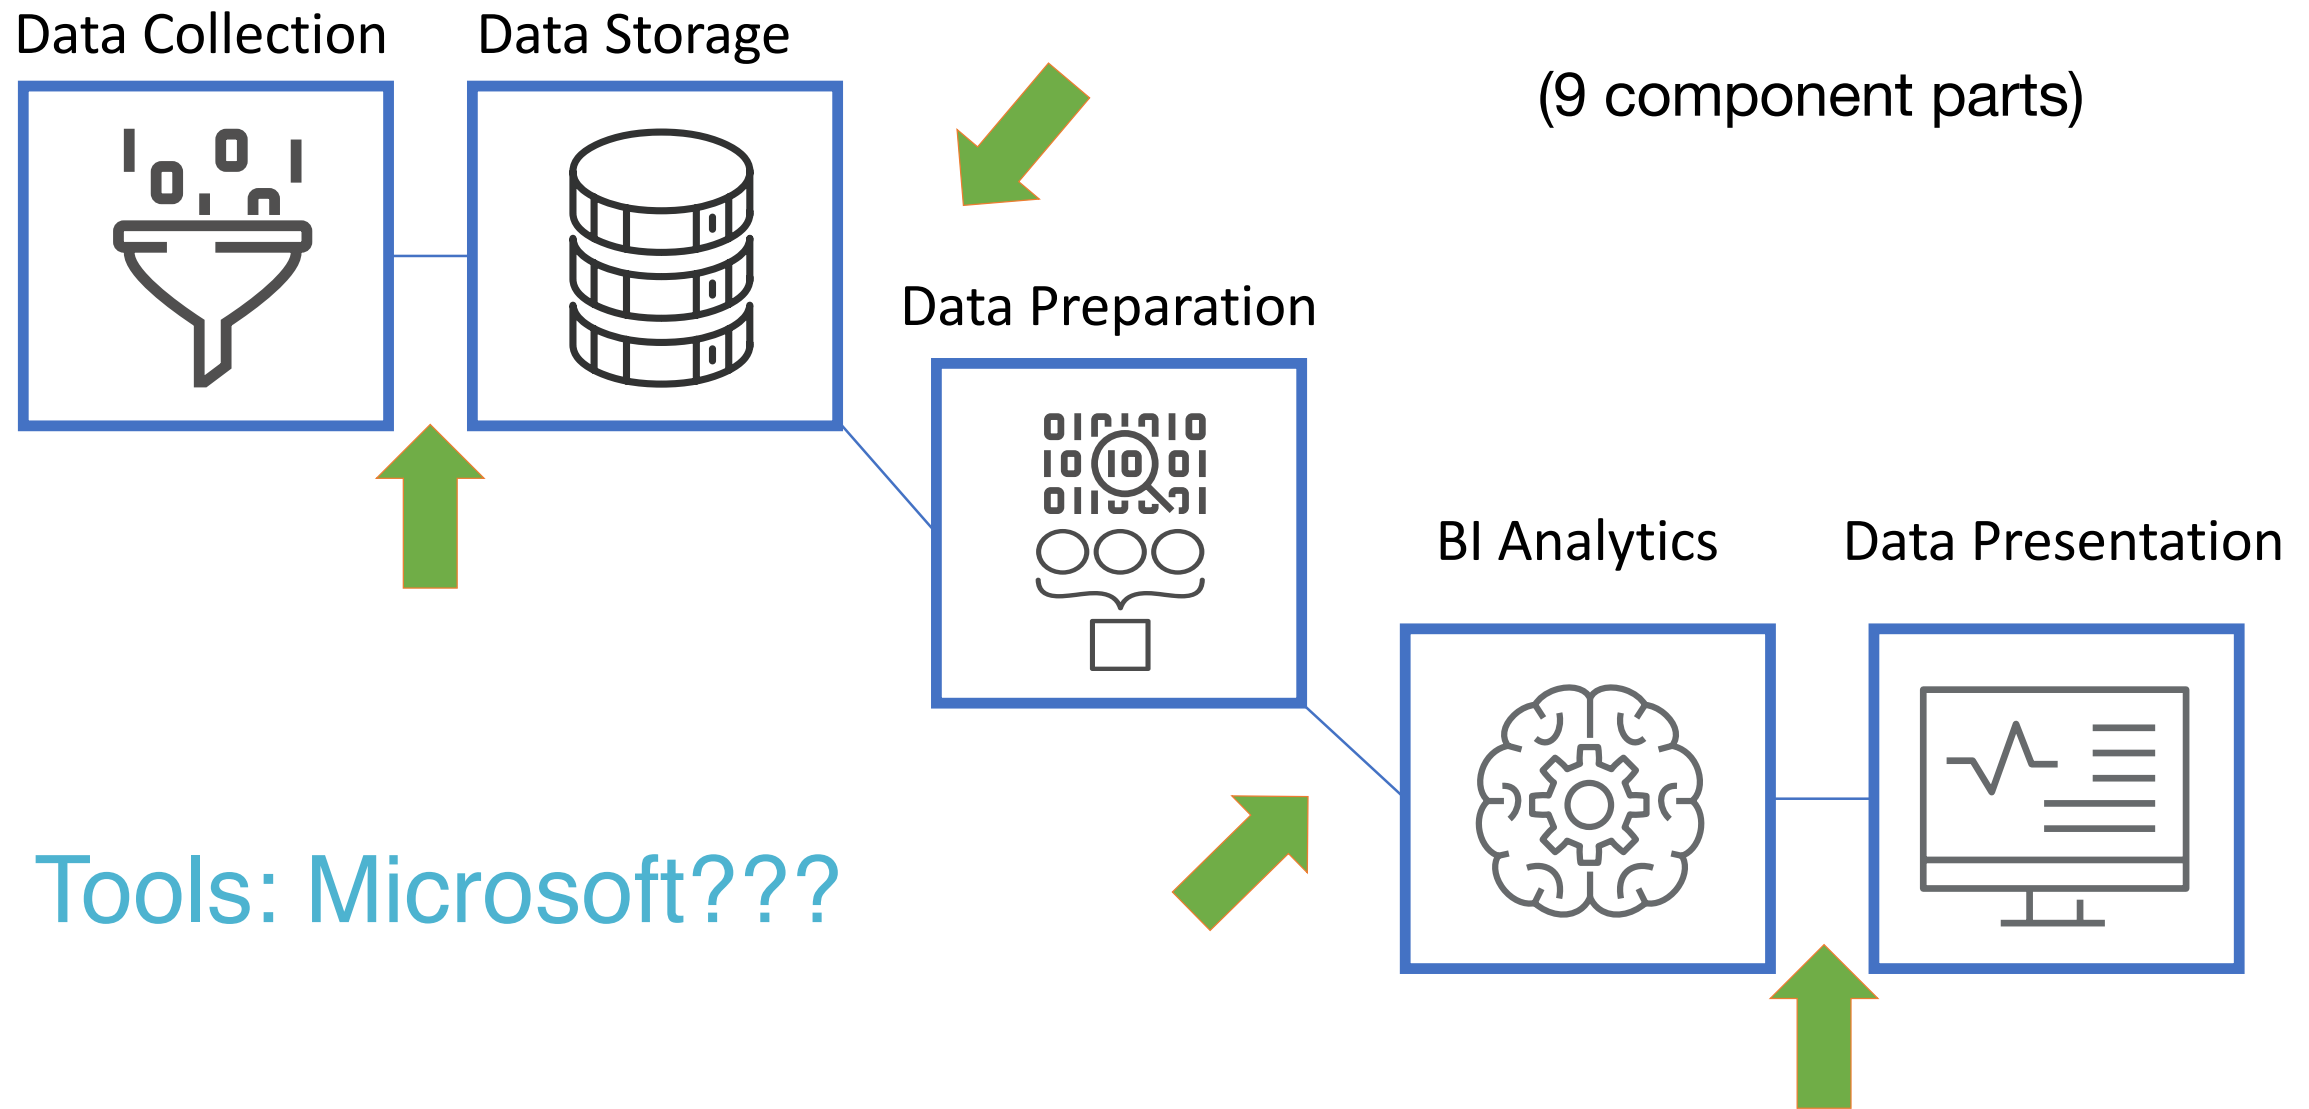 Data Collection
Data Storage
(9 component parts)
Data Preparation
BI Analytics
Data Presentation
Tools: Microsoft???